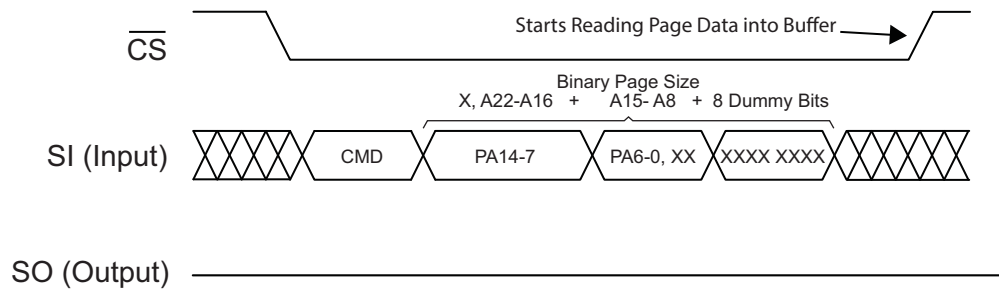 Starts Reading Page Data into Buffer
CS
Binary Page Size
X, A22-A16 + A15- A8 + 8 Dummy Bits
SI (Input)
CMD
PA14-7
PA6-0, XX
XXXX XXXX
SO (Output)